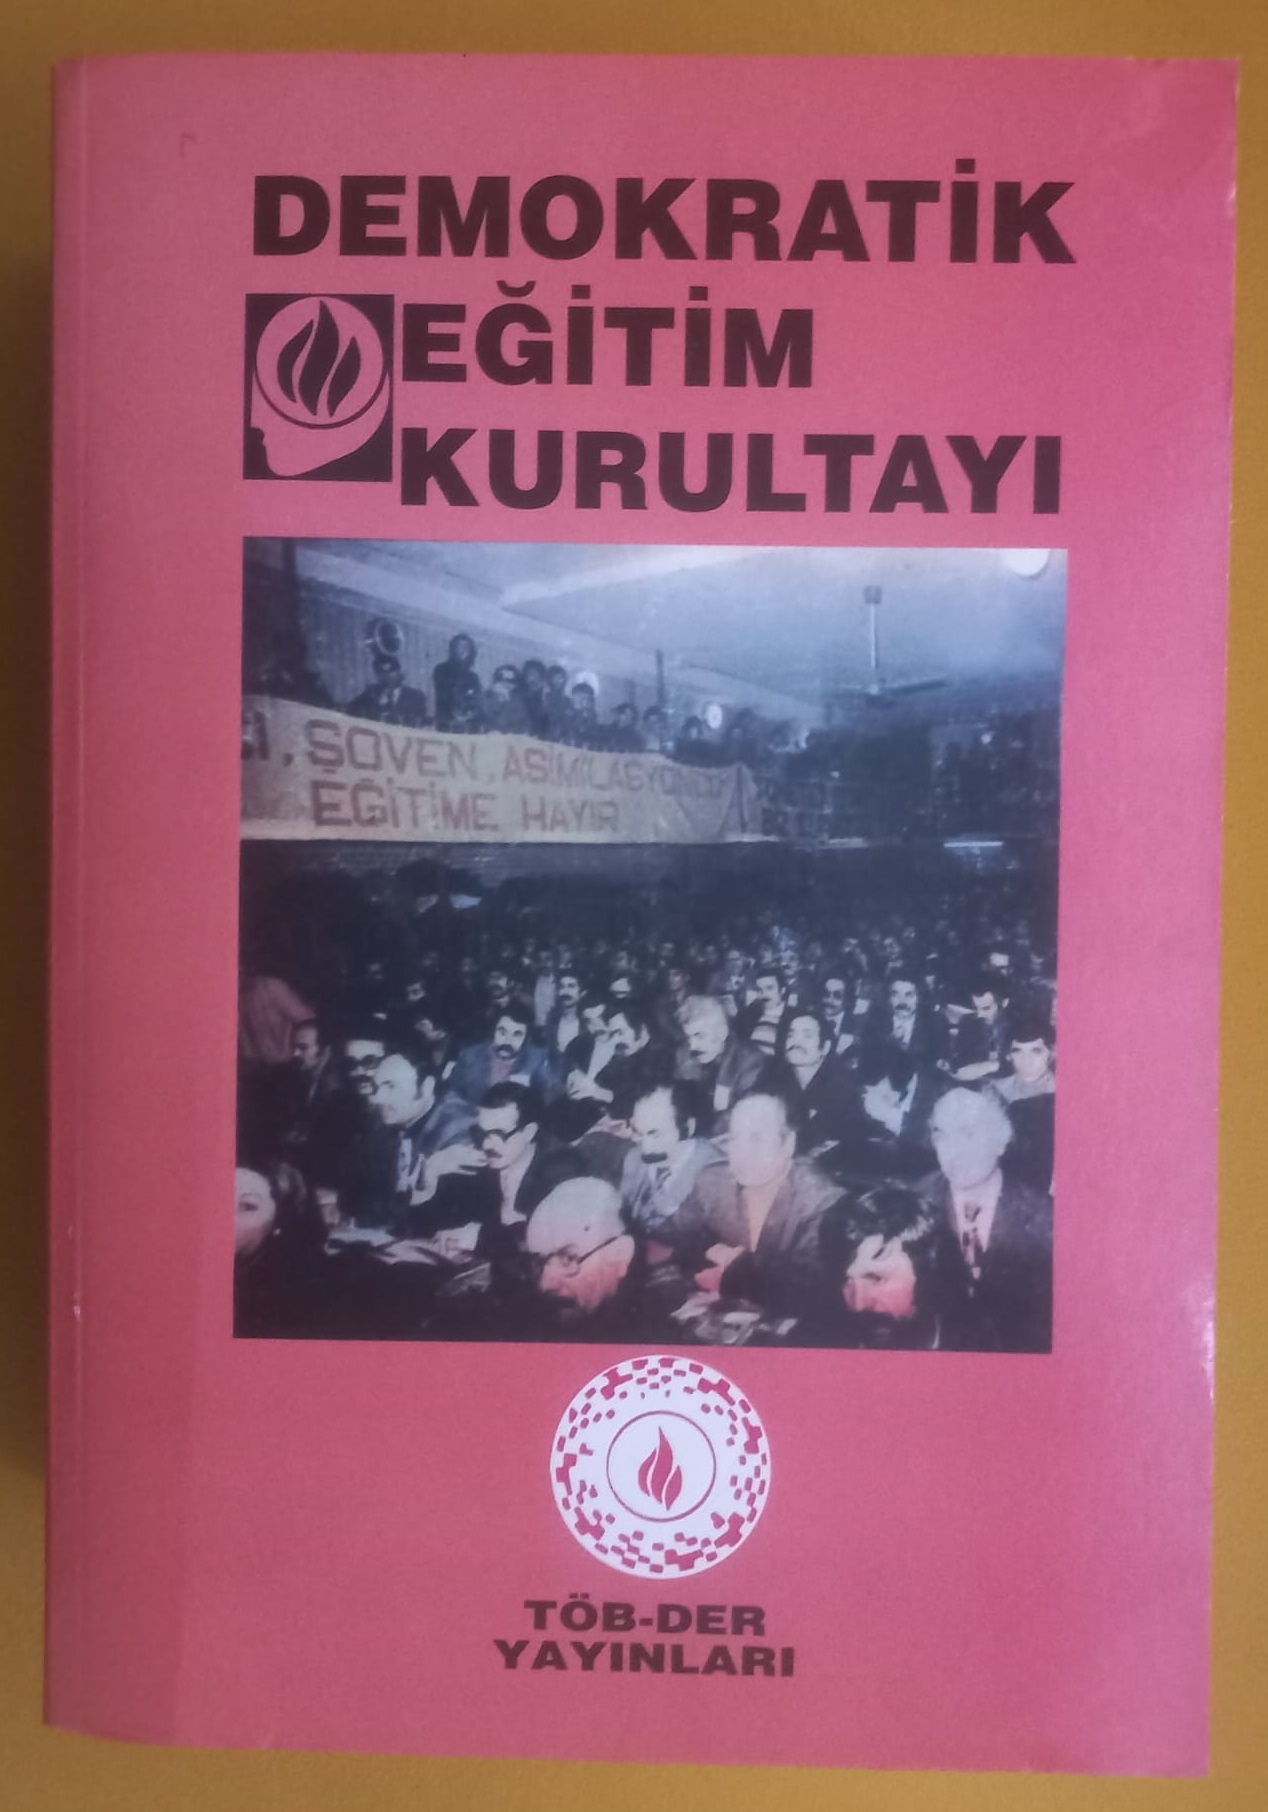 DEMOKRATİK
EĞİTİM
KURULTAYI
, ŞOVEN, ASİMİLASYONCU
EĞİTİME HAYIR
TÖB-DER
YAYINLARI